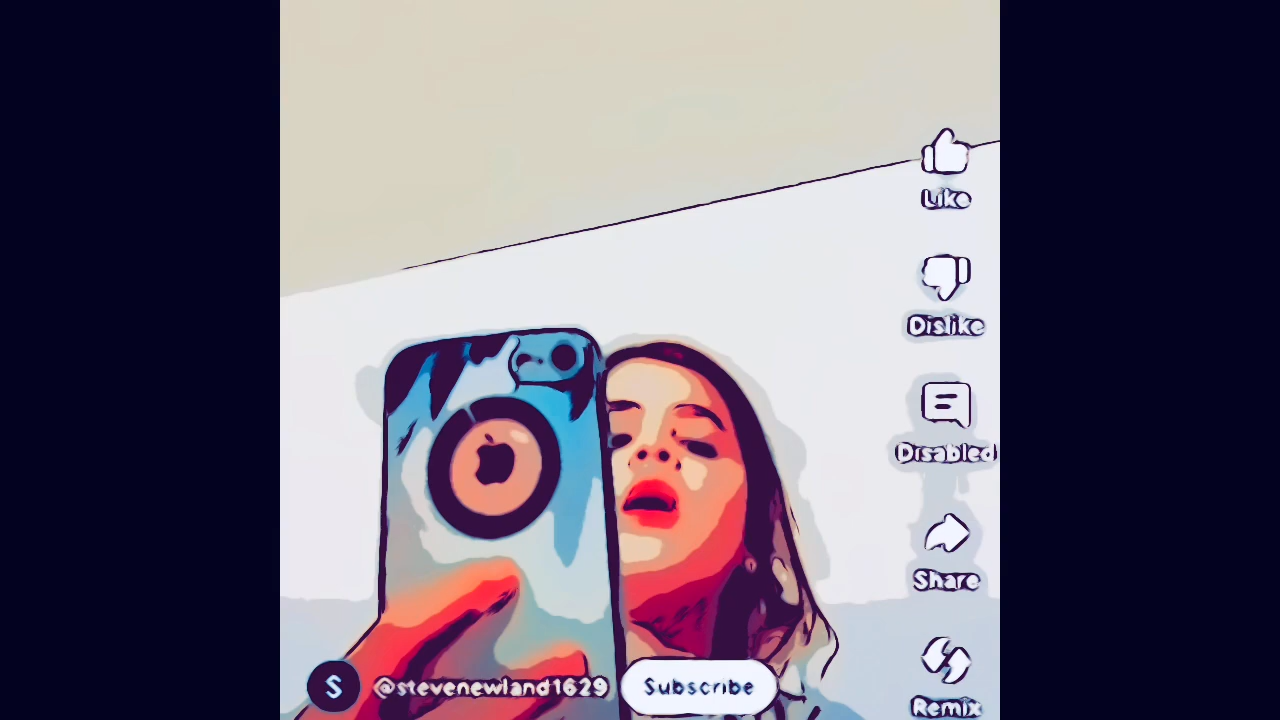 Like
Dislike
Disabled
Share
Remix
S @stevenewland1629 Subscribe